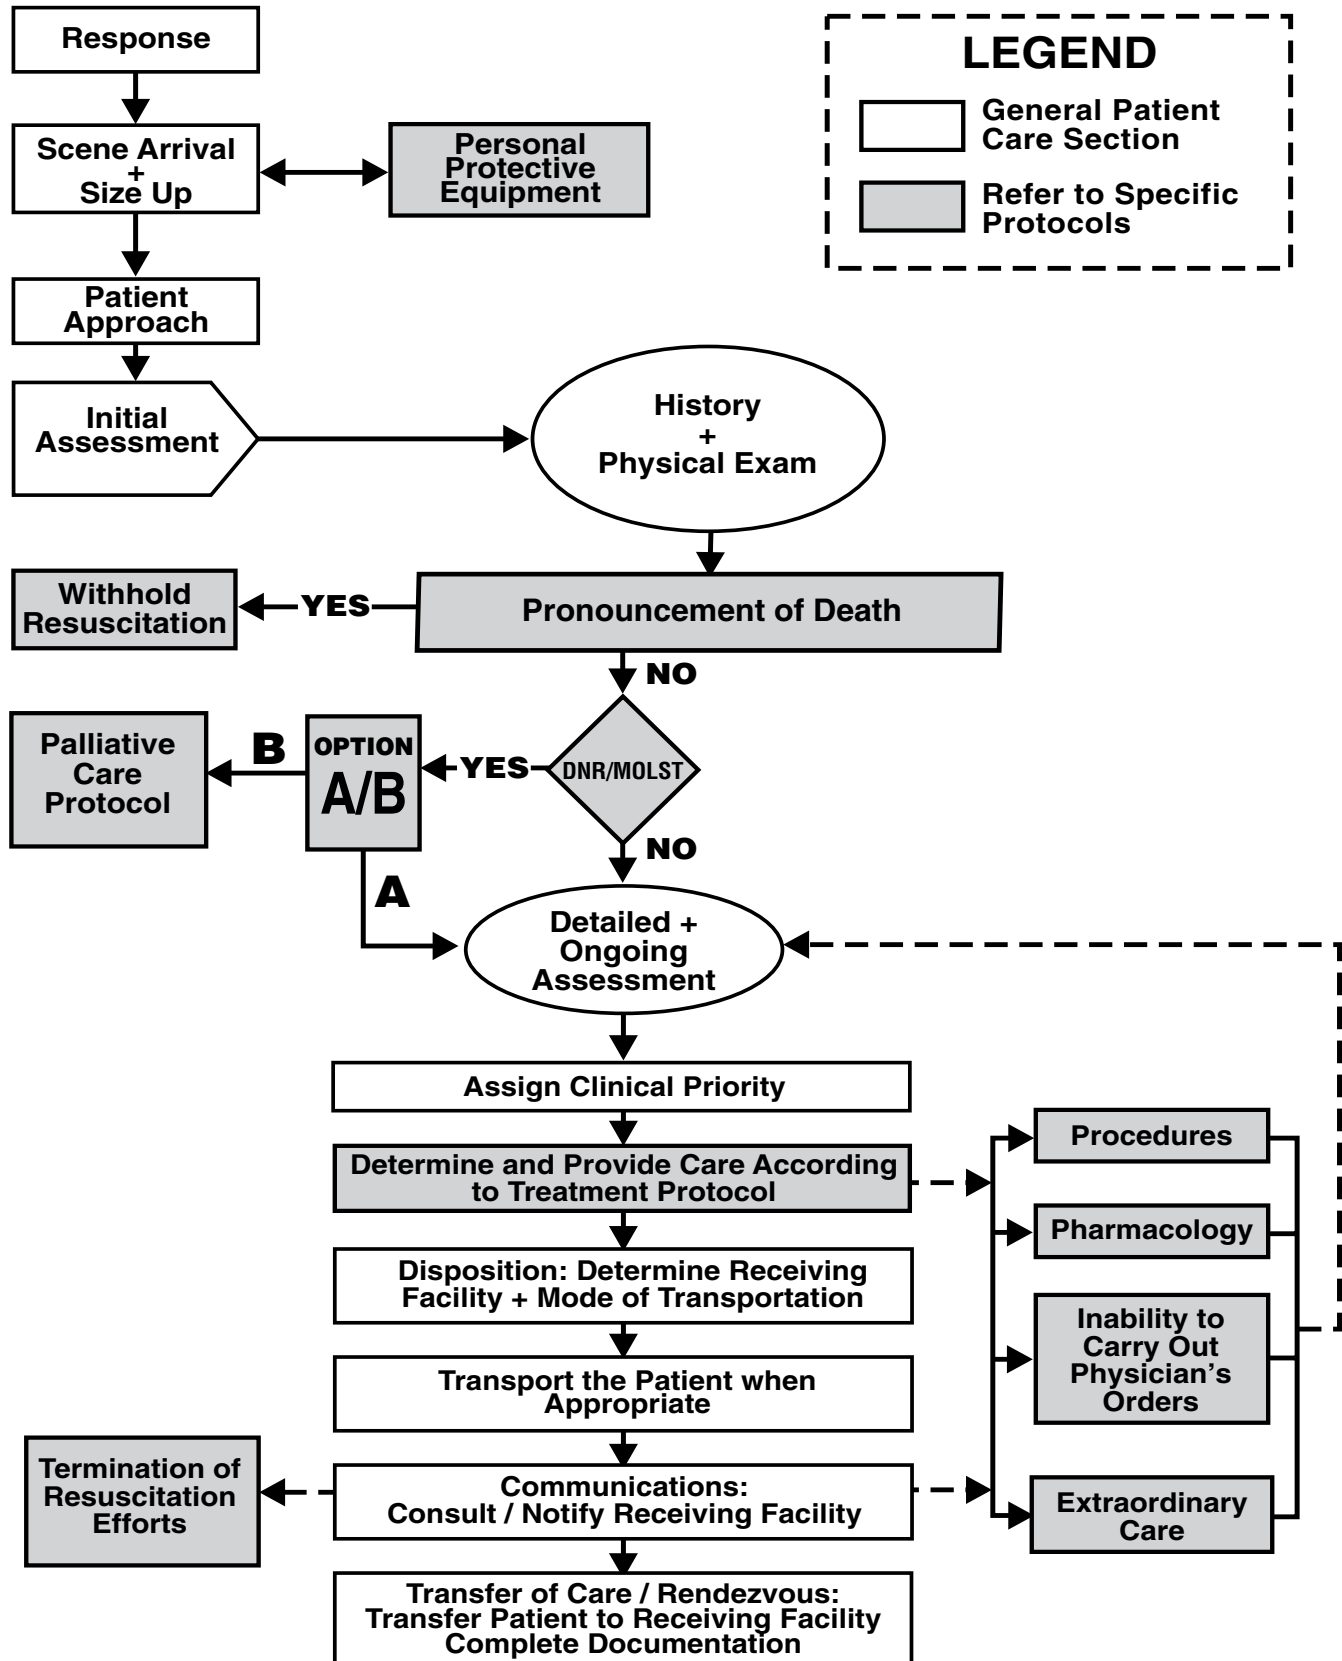 Response
LEGEND
General Patient
Care Section
Refer to Specific
Protocols
Scene Arrival
+
Size Up
Personal
Protective
Equipment
Patient
Approach
Initial
Assessment
History
+
Physical Exam
Withhold
Resuscitation
YES
Pronouncement of Death
NO
Palliative
Care
Protocol
B
OPTION
A/B
YES
DNR/MOLST
NO
A
Detailed +
Ongoing
Assessment
Assign Clinical Priority
Determine and Provide Care According
to Treatment Protocol
Procedures
Pharmacology
Disposition: Determine Receiving
Facility + Mode of Transportation
Inability to
Carry Out
Physician's
Orders
Transport the Patient when
Appropriate
Termination of
Resuscitation
Efforts
Communications:
Consult / Notify Receiving Facility
Extraordinary
Care
Transfer of Care / Rendezvous:
Transfer Patient to Receiving Facility
Complete Documentation